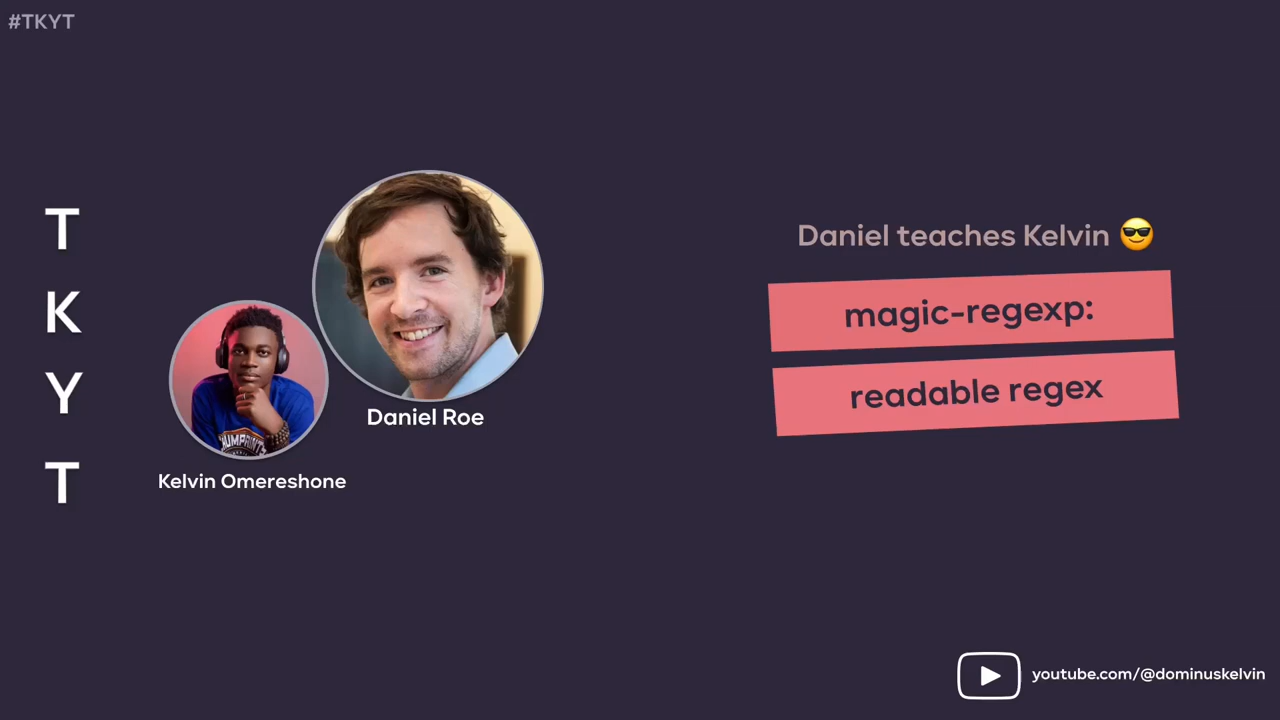 #TKYT
T
K
Y
T
Daniel Roe
Kelvin Omereshone
Daniel teaches Kelvin 😎
magic-regexp:
readable regex
youtube.com/@dominuskelvin